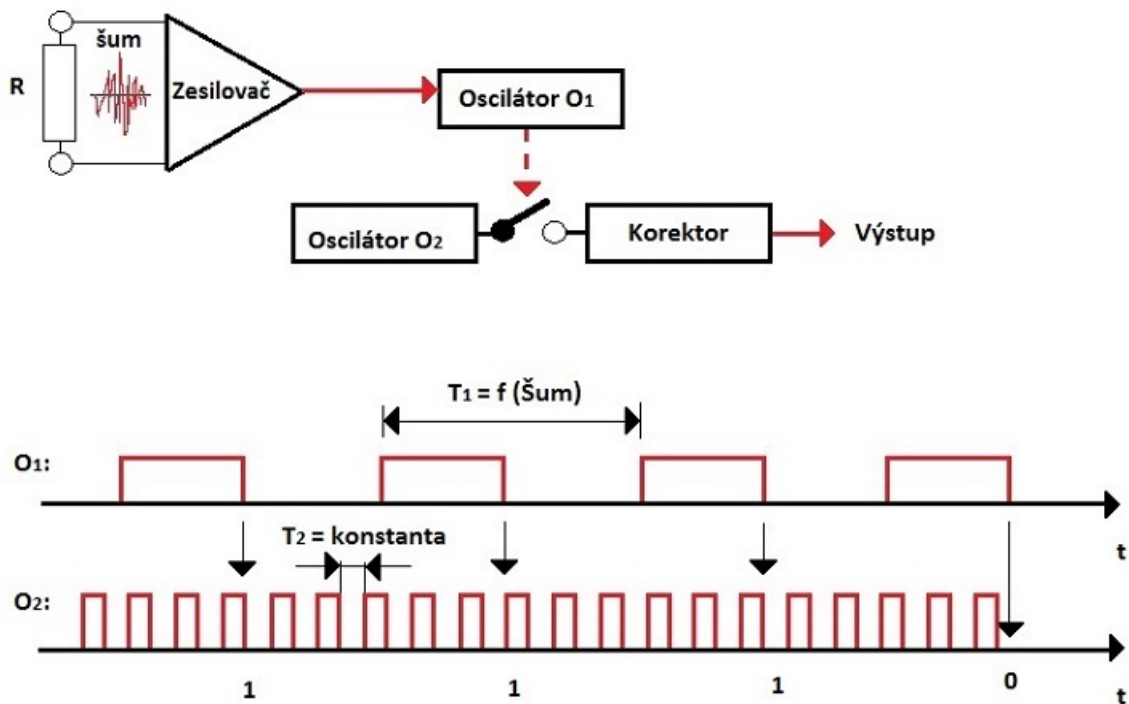 šum
R
Zesilovač
Oscilátor O1
Oscilátor O2
Korektor
Výstup
T1 = f (Šum)
O1:
T2 = konstanta
t
O2:
1
1
1
0
t